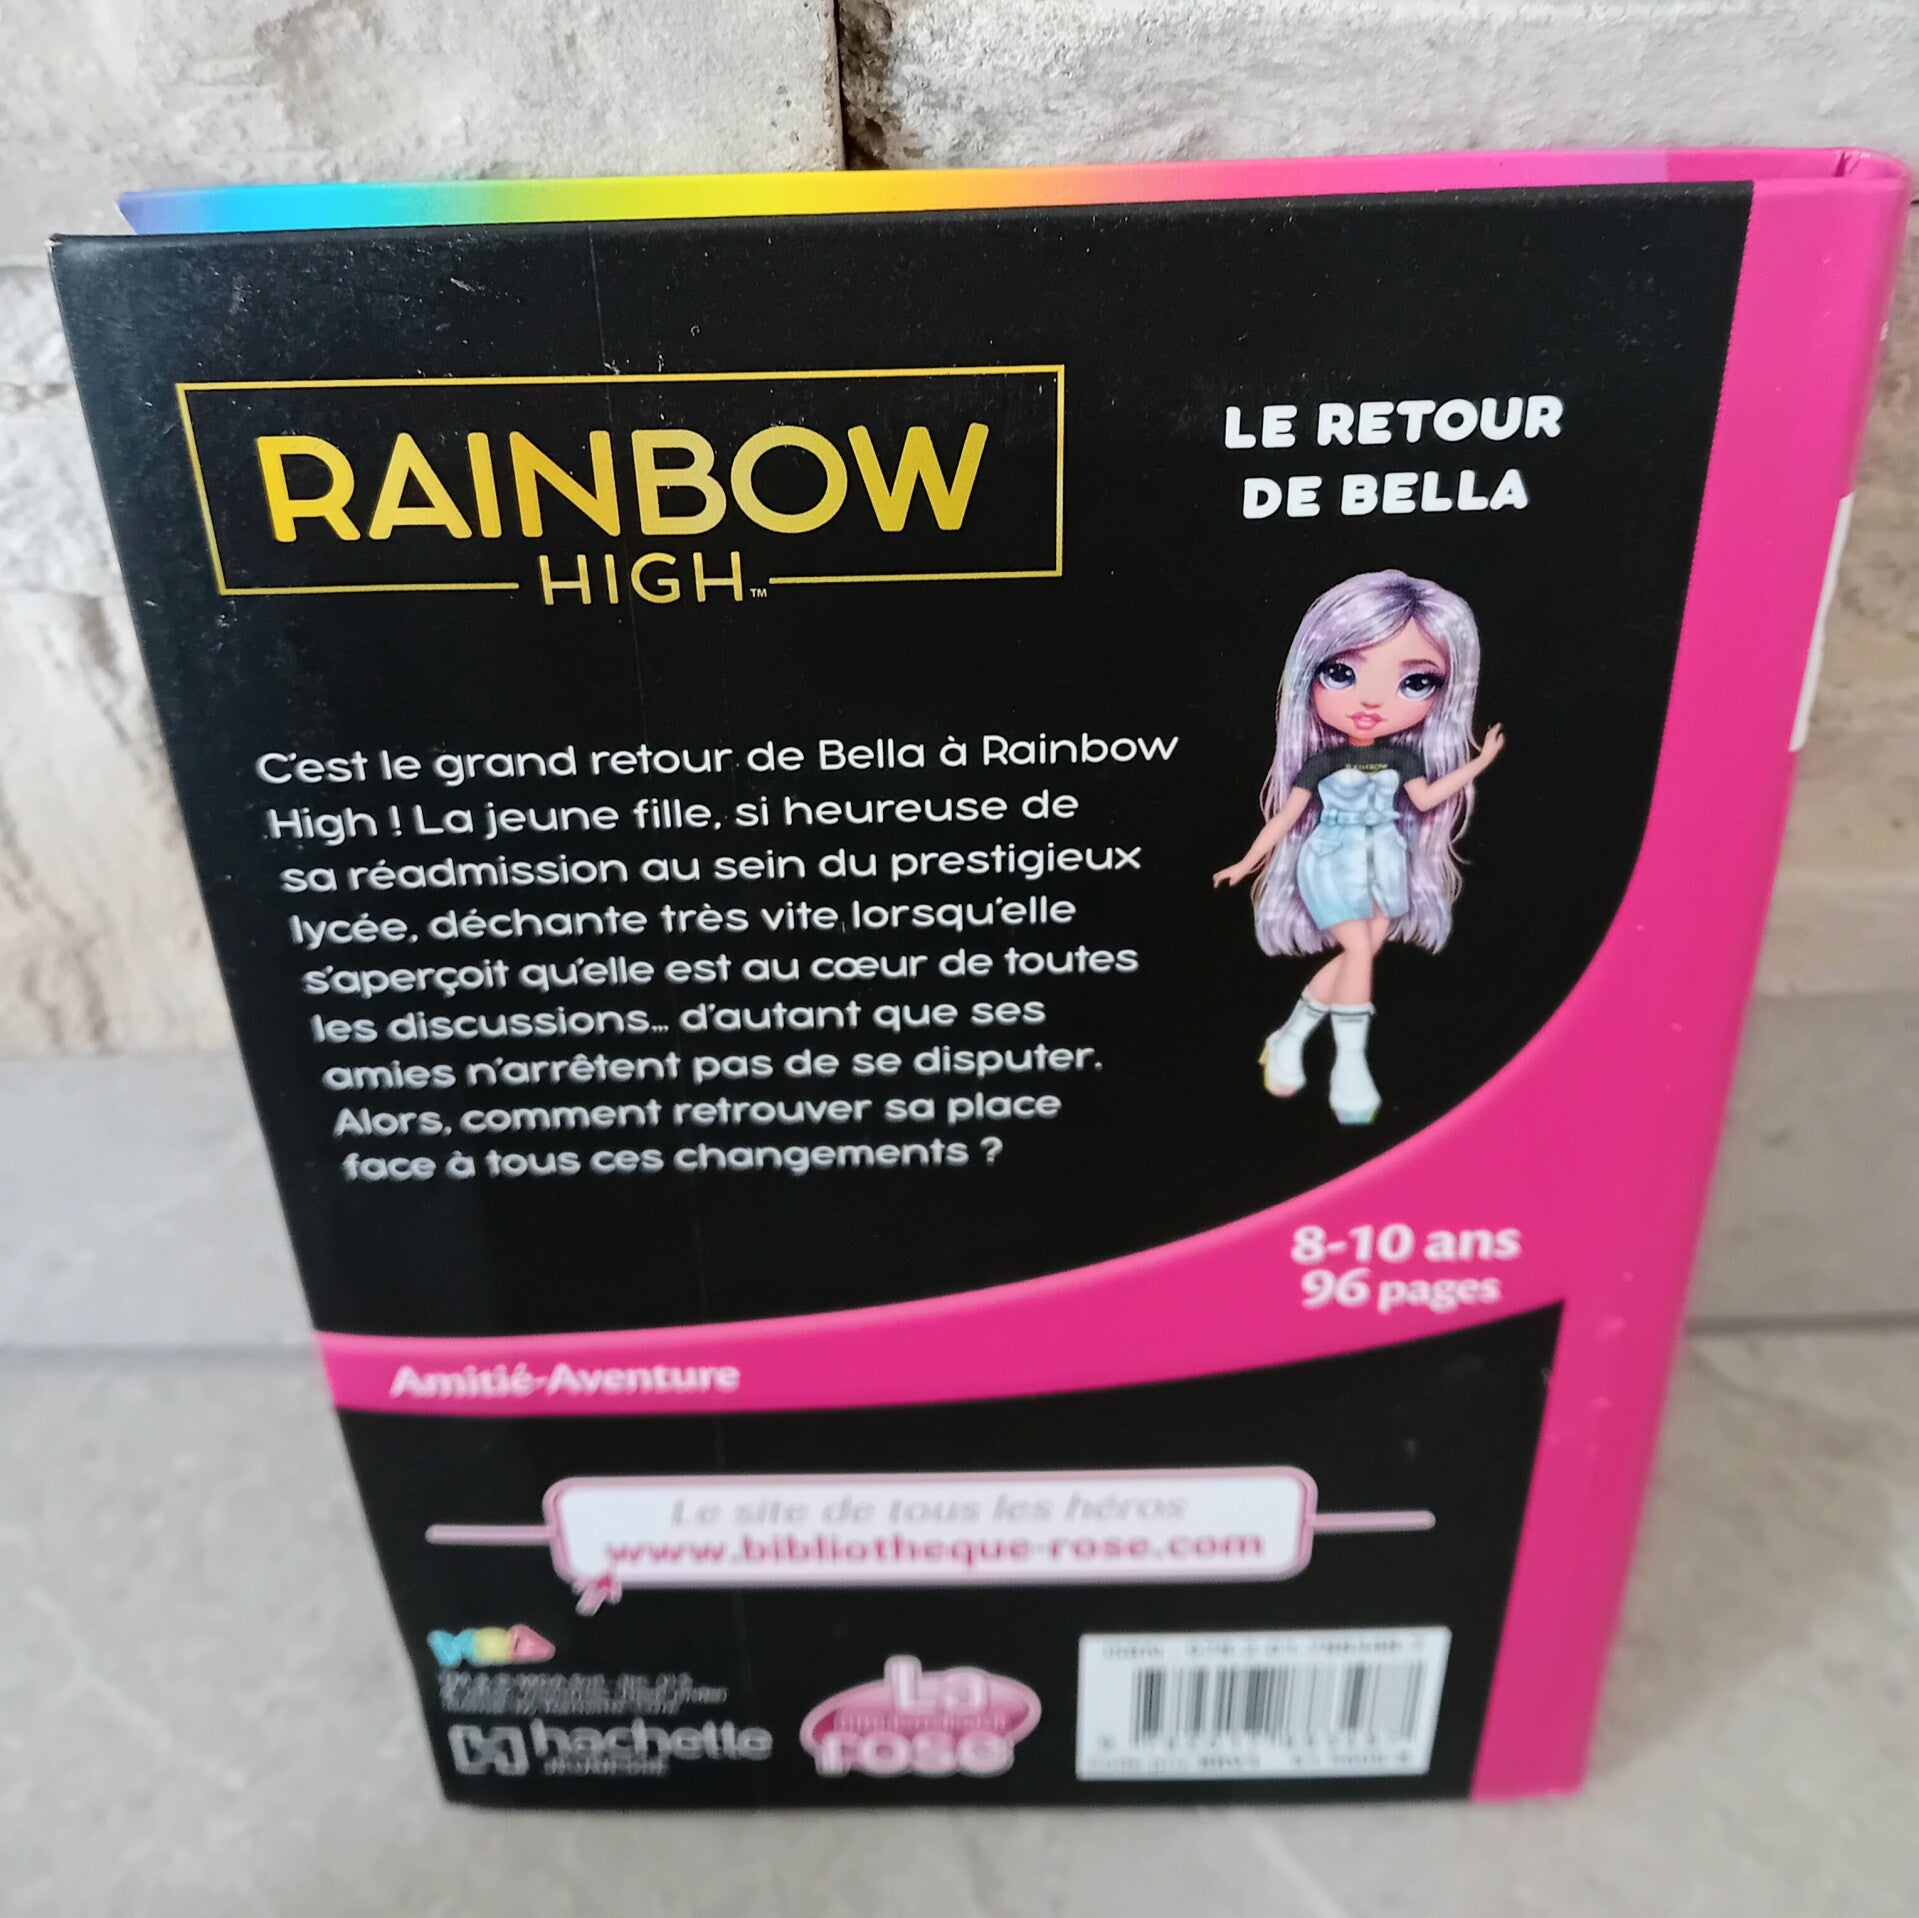 RAINBOW
HIGH™
LE RETOUR
DE BELLA
C'est le grand retour de Bella à Rainbow
High ! La jeune fille, si heureuse de
sa réadmission au sein du prestigieux
lycée, déchante très vite lorsqu'elle
s'aperçoit qu'elle est au cœur de toutes
les discussions... d'autant que ses
amies n'arrêtent pas de se disputer.
Alors, comment retrouver sa place
face à tous ces changements ?
8-10 ans
96 pages
Amitié-Aventure
Le site de tous les héros
www.bibliotheque-rose.com
hachette
JEUNESSE
La
rose
ISBN